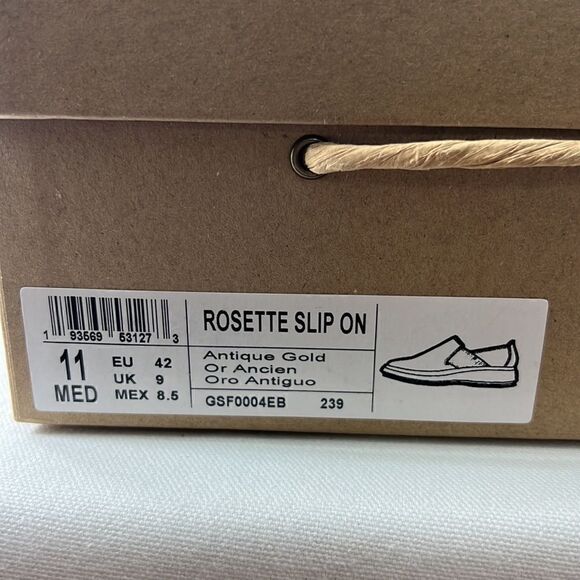 1 93569 53127 3
11
MED
EU 42
UK 9
MEX 8.5
ROSETTE SLIP ON
Antique Gold
Or Ancien
Oro Antiguo
GSF0004EB 239